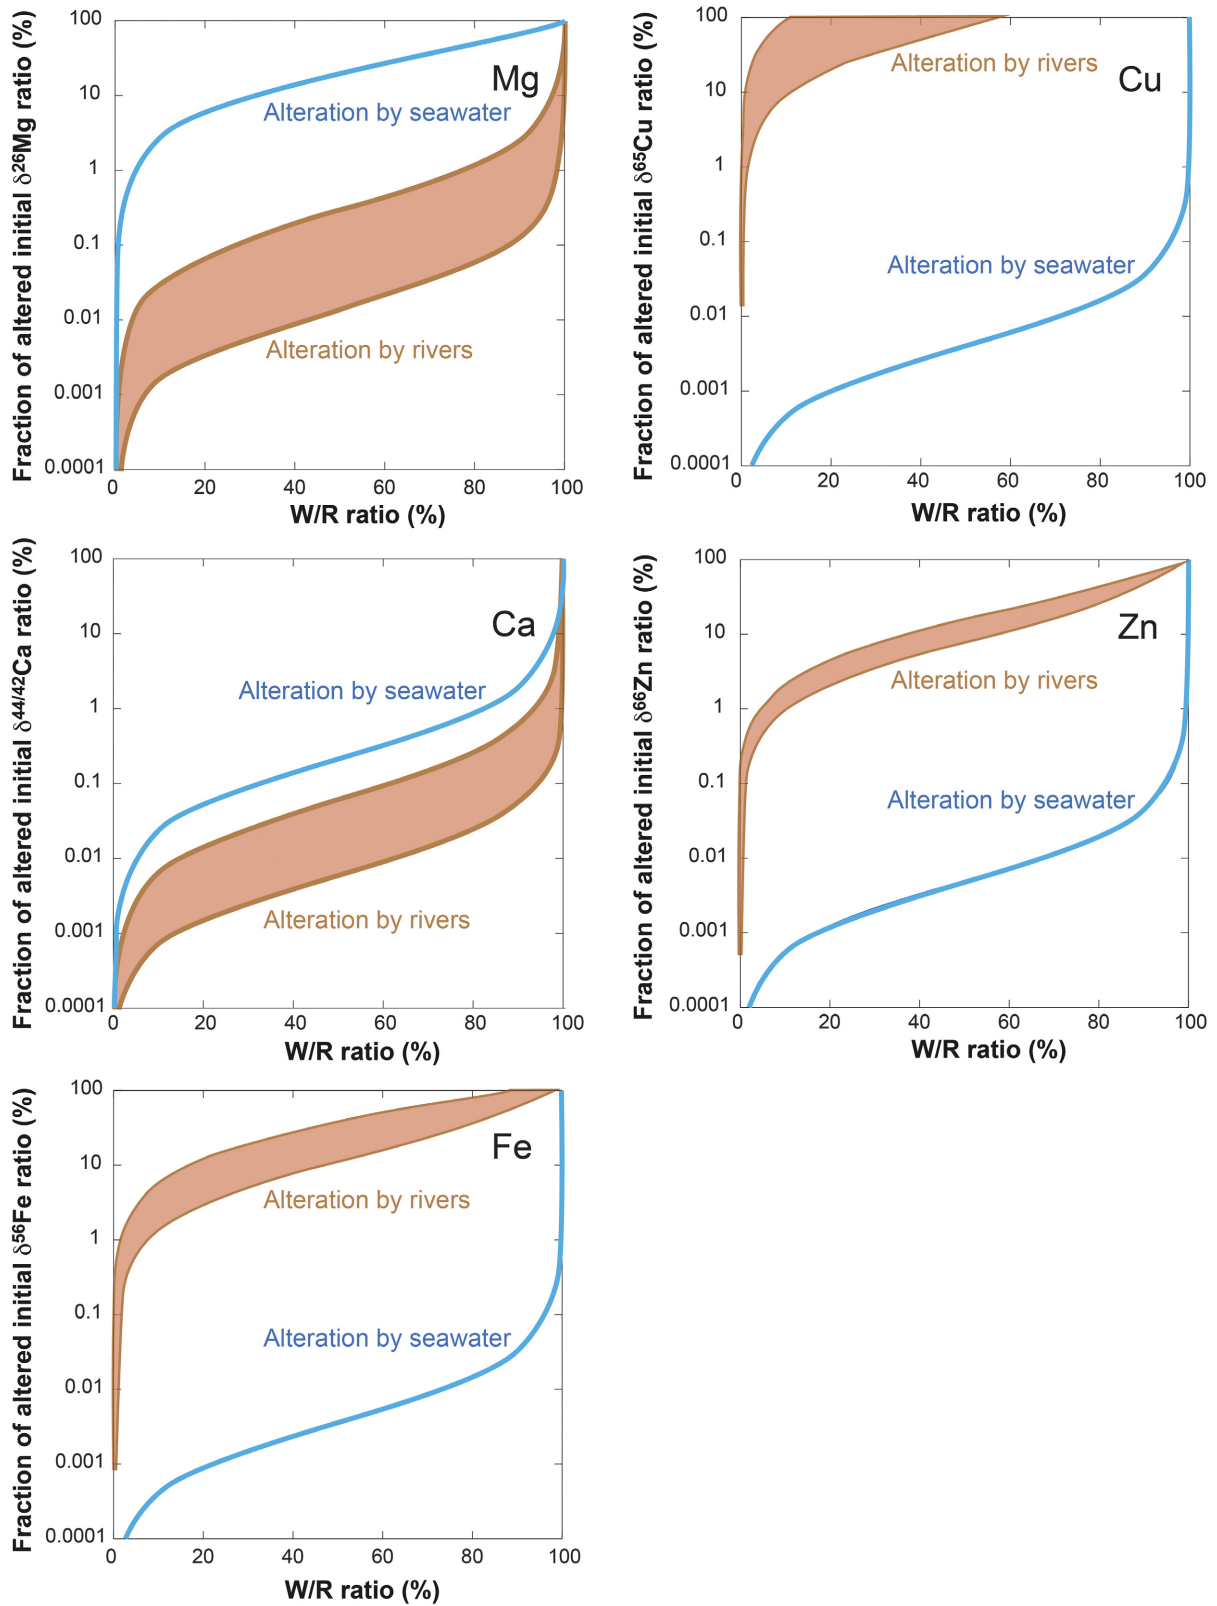 Fraction of altered initial δ26Mg ratio (%)
100
10
1
0.1
0.01
0.001
0.0001
Mg
Alteration by seawater
Alteration by rivers
0 20 40 60 80 100
W/R ratio (%)
Fraction of altered initial δ65Cu ratio (%)
100
10
1
0.1
0.01
0.001
0.0001
Alteration by rivers
Cu
Alteration by seawater
0 20 40 60 80 100
W/R ratio (%)
Fraction of altered initial δ44/42Ca ratio (%)
100
10
1
0.1
0.01
0.001
0.0001
Ca
Alteration by seawater
Alteration by rivers
0 20 40 60 80 100
W/R ratio (%)
Fraction of altered initial δ66Zn ratio (%)
100
10
1
0.1
0.01
0.001
0.0001
Zn
Alteration by rivers
Alteration by seawater
0 20 40 60 80 100
W/R ratio (%)
Fraction of altered initial δ56Fe ratio (%)
100
10
1
0.1
0.01
0.001
0.0001
Fe
Alteration by rivers
Alteration by seawater
0 20 40 60 80 100
W/R ratio (%)